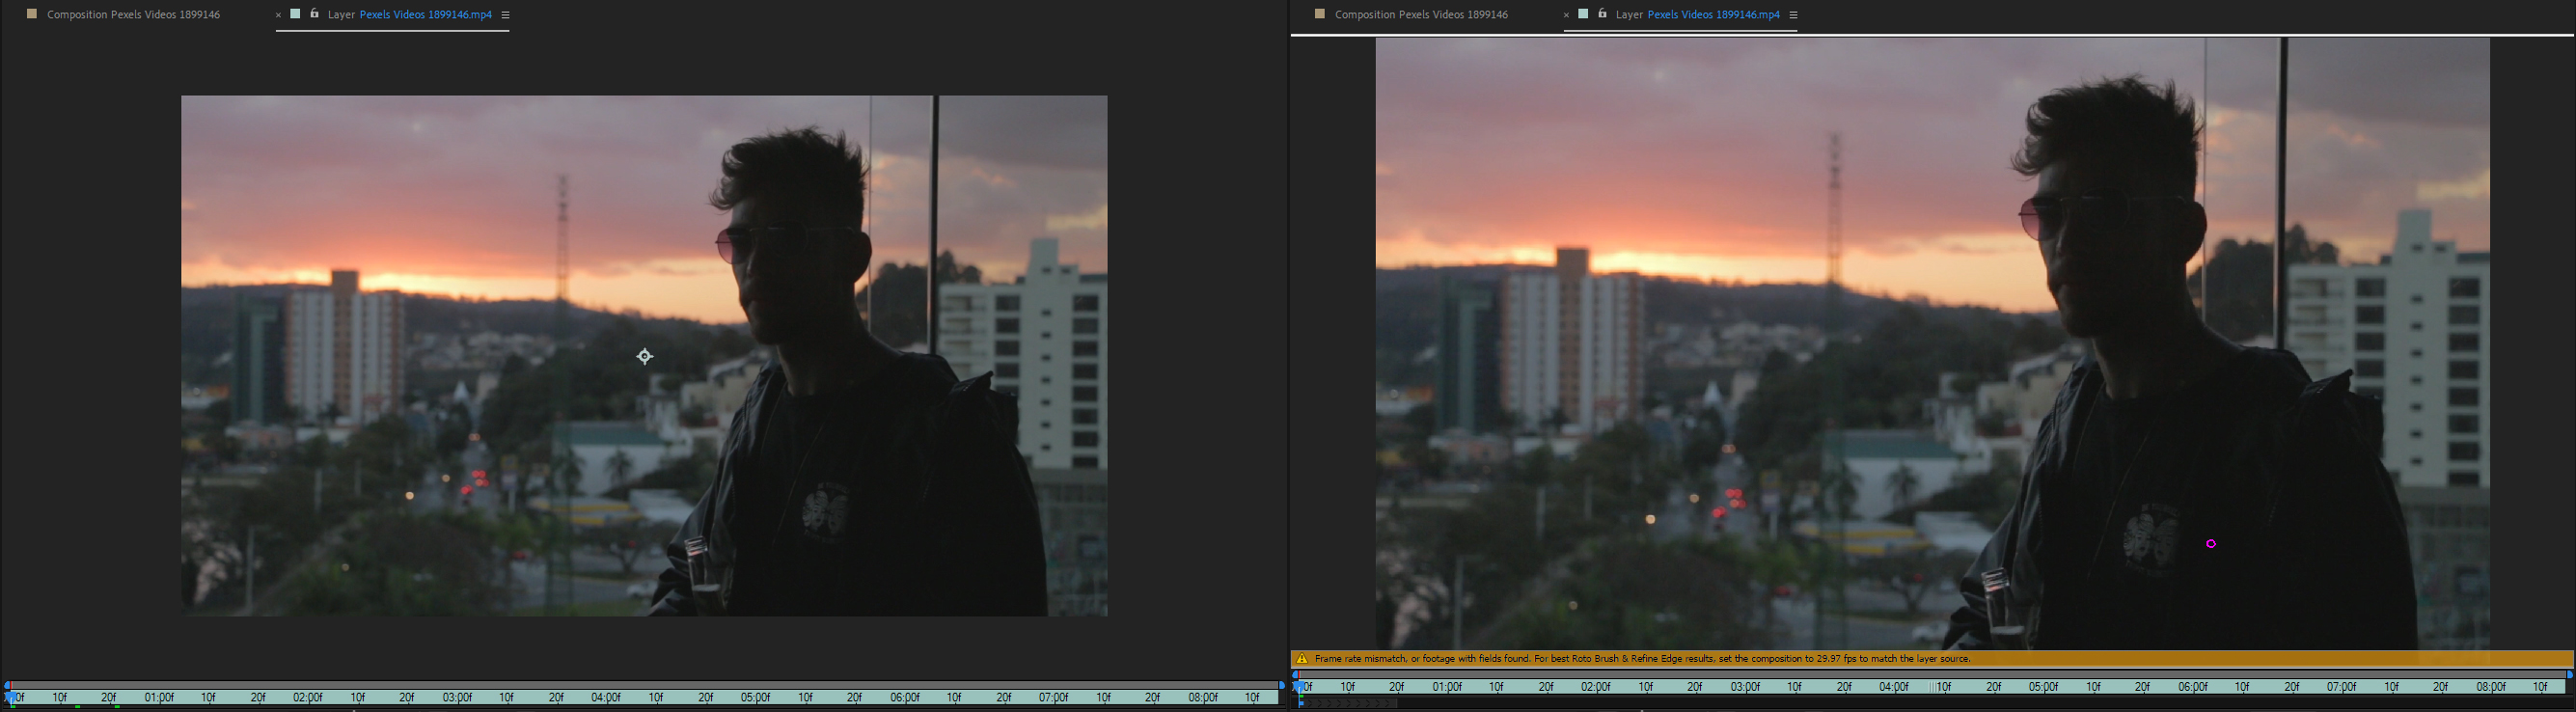 Composition Pexels Videos 1899146
× Layer Pexels Videos 1899146.mp4
Composition Pexels Videos 1899146
× Layer Pexels Videos 1899146.mp4
Frame rate mismatch, or footage with fields found. For best Roto Brush & Refine Edge results, set the composition to 29.97 fps to match the layer source.
0f 10f 20f 01:00f 10f 20f 02:00f 10f 20f 03:00f 10f 20f 04:00f 10f 20f 05:00f 10f 20f 06:00f 10f 20f 07:00f 10f 20f 08:00f 10f
0f 10f 20f 01:00f 10f 20f 02:00f 10f 20f 03:00f 10f 20f 04:00f 10f 20f 05:00f 10f 20f 06:00f 10f 20f 07:00f 10f 20f 08:00f 10f